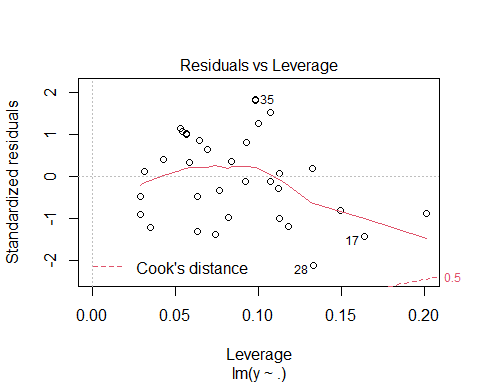 Residuals vs Leverage
Standardized residuals
2
1
0
-1
-2
35
17
28
Cook's distance
0.5
0.00
0.05
0.10
0.15
0.20
Leverage
lm(y ~ .)